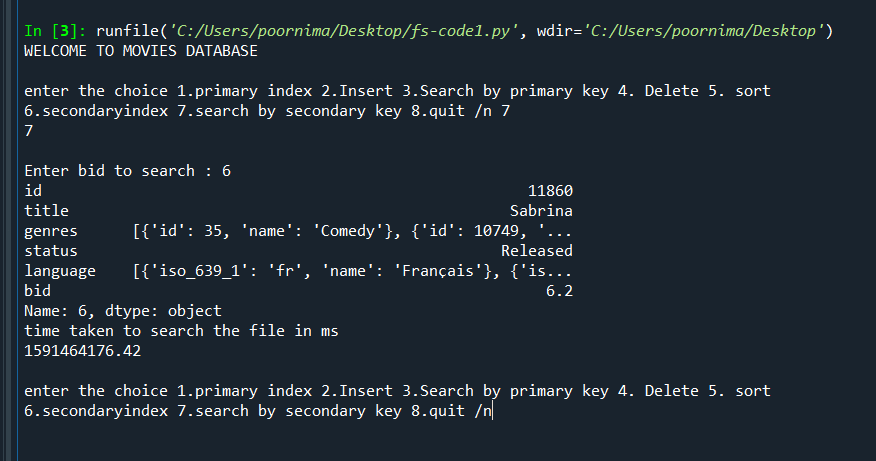 In [3]: runfile('C:/Users/poornima/Desktop/fs-code1.py', wdir='C:/Users/poornima/Desktop')
WELCOME TO MOVIES DATABASE
enter the choice 1.primary index 2.Insert 3.Search by primary key 4. Delete 5. sort
6.secondaryindex 7.search by secondary key 8.quit /n 7
7
Enter bid to search : 6
id 11860
title Sabrina
genres [{'id': 35, 'name': 'Comedy'}, {'id': 10749, '...
status Released
language [{'iso_639_1': 'fr', 'name': 'Français'}, {'is...
bid 6.2
Name: 6, dtype: object
time taken to search the file in ms
1591464176.42
enter the choice 1.primary index 2.Insert 3.Search by primary key 4. Delete 5. sort
6.secondaryindex 7.search by secondary key 8.quit /n